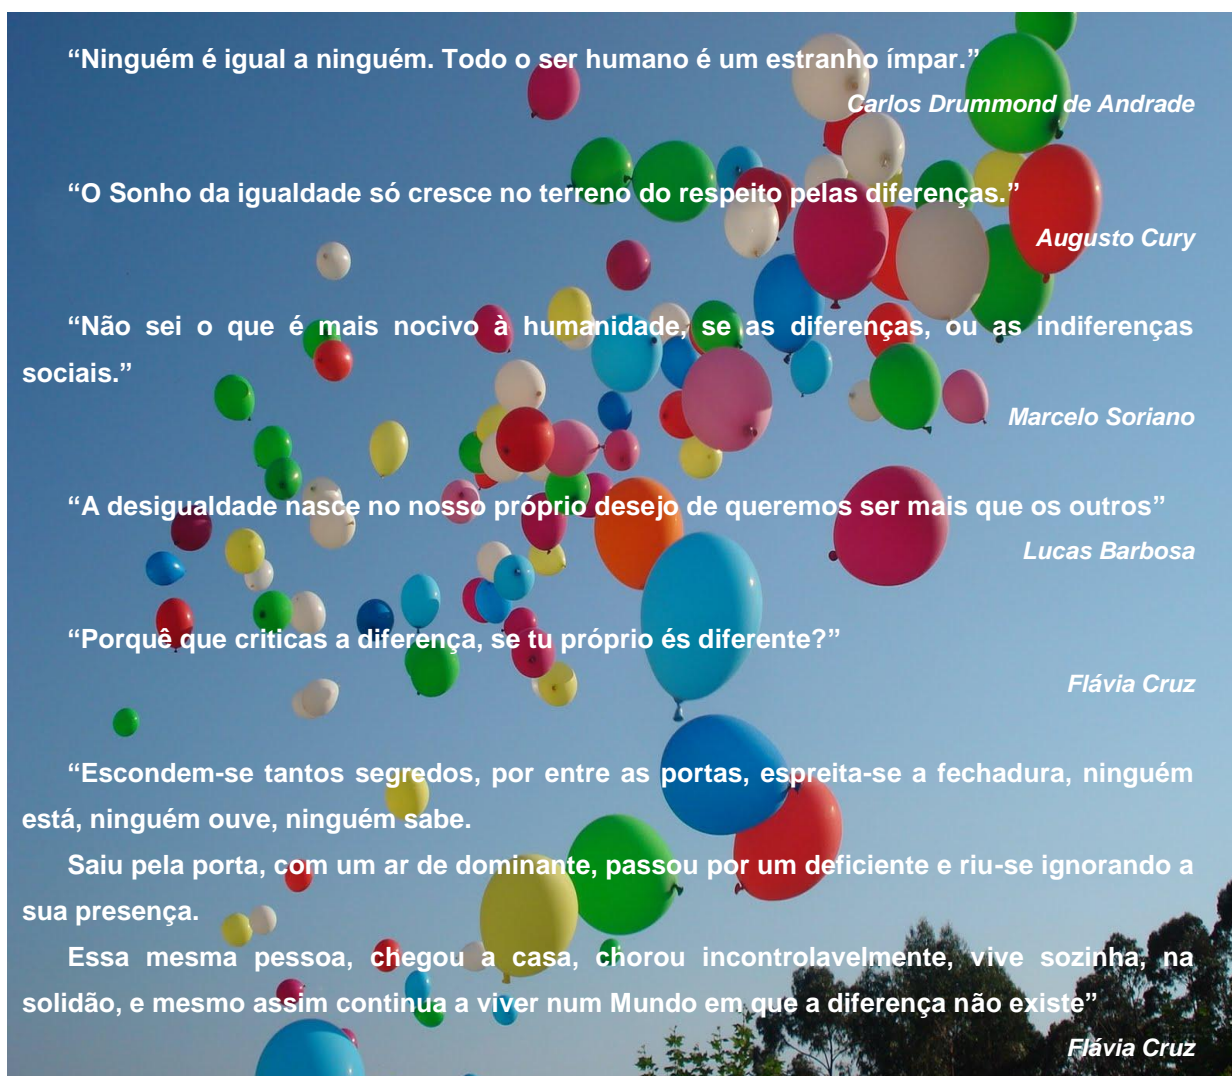 “Ninguém é igual a ninguém. Todo o ser humano é um estranho ímpar.”
Carlos Drummond de Andrade
“O Sonho da igualdade só cresce no terreno do respeito pelas diferenças.”
Augusto Cury
“Não sei o que é mais nocivo à humanidade, se as diferenças, ou as indiferenças
sociais.”
Marcelo Soriano
“A desigualdade nasce no nosso próprio desejo de queremos ser mais que os outros”
Lucas Barbosa
“Porquê que criticas a diferença, se tu próprio és diferente?”
Flávia Cruz
“Escondem-se tantos segredos, por entre as portas, espreita-se a fechadura, ninguém
está, ninguém ouve, ninguém sabe.
Saiu pela porta, com um ar de dominante, passou por um deficiente e riu-se ignorando a
sua presença.
Essa mesma pessoa, chegou a casa, chorou incontrolavelmente, vive sozinha, na
solidão, e mesmo assim continua a viver num Mundo em que a diferença não existe”
Flávia Cruz